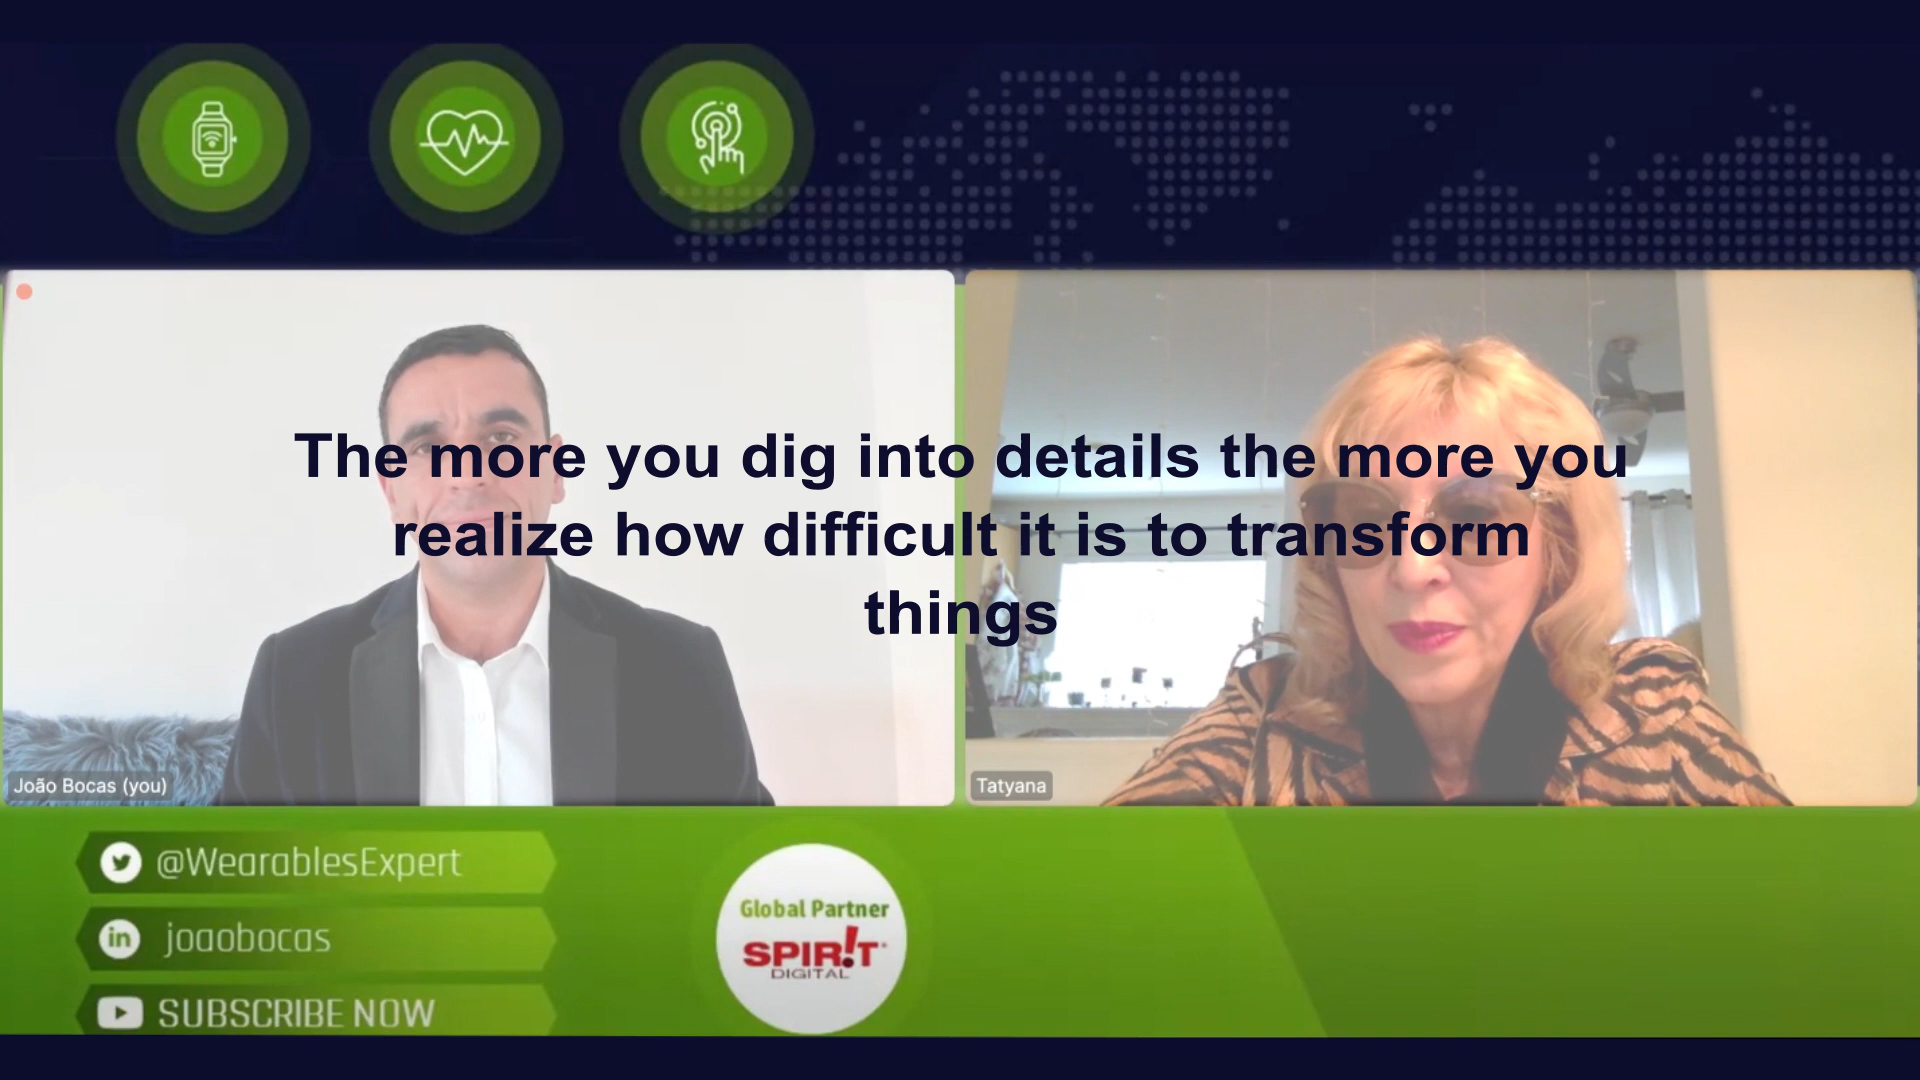 The more you dig into details the more you
realize how difficult it is to transform
things
João Bocas (you)
Tatyana
@WearablesExpert
joaobocas
SUBSCRIBE NOW
Global Partner
SPIR!T
DIGITAL